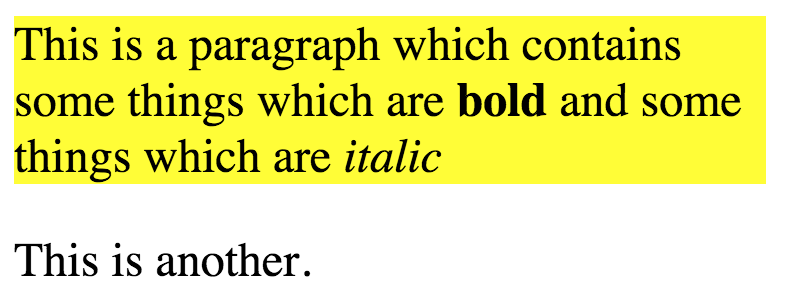 This is a paragraph which contains
some things which are bold and some
things which are italic
This is another.